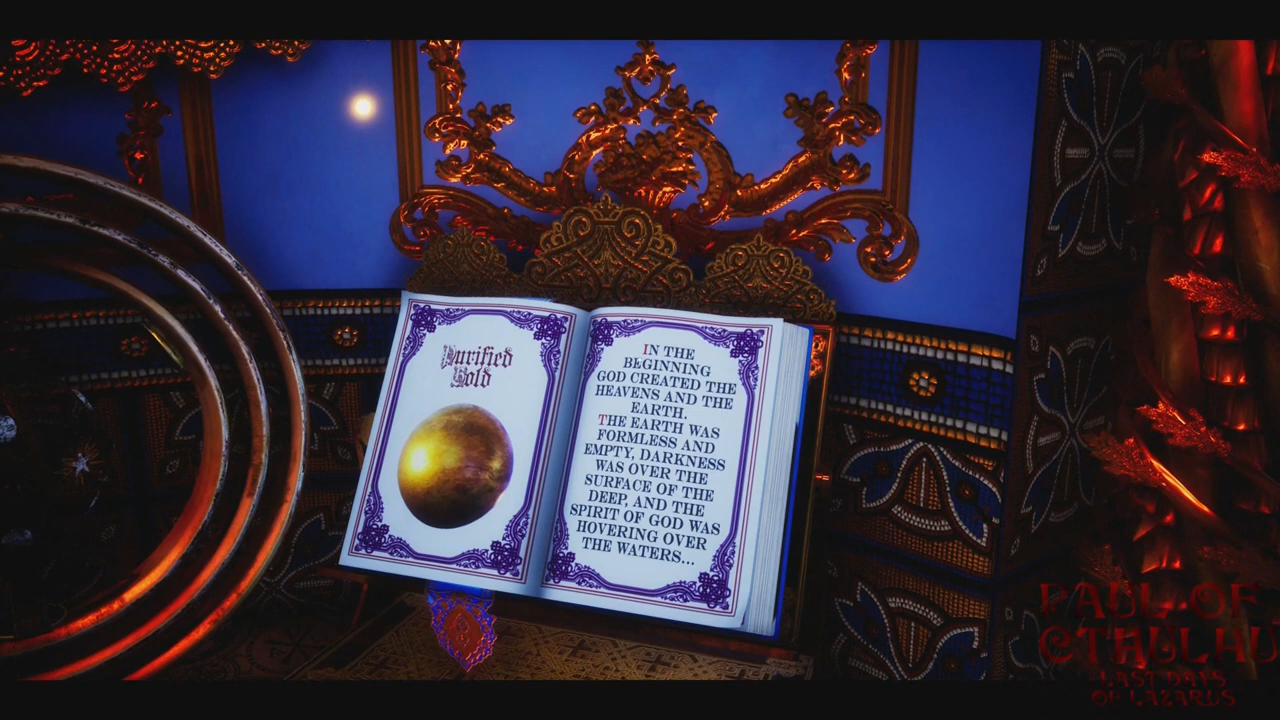 Purified
Gold
IN THE
BEGINNING
GOD CREATED THE
HEAVENS AND THE
EARTH.
THE EARTH WAS
FORMLESS AND
EMPTY, DARKNESS
WAS OVER THE
SURFACE OF THE
DEEP, AND THE
SPIRIT OF GOD WAS
HOVERING OVER
THE WATERS...
OF
CTHULHU
LAST DAYS
OF LAZARUS